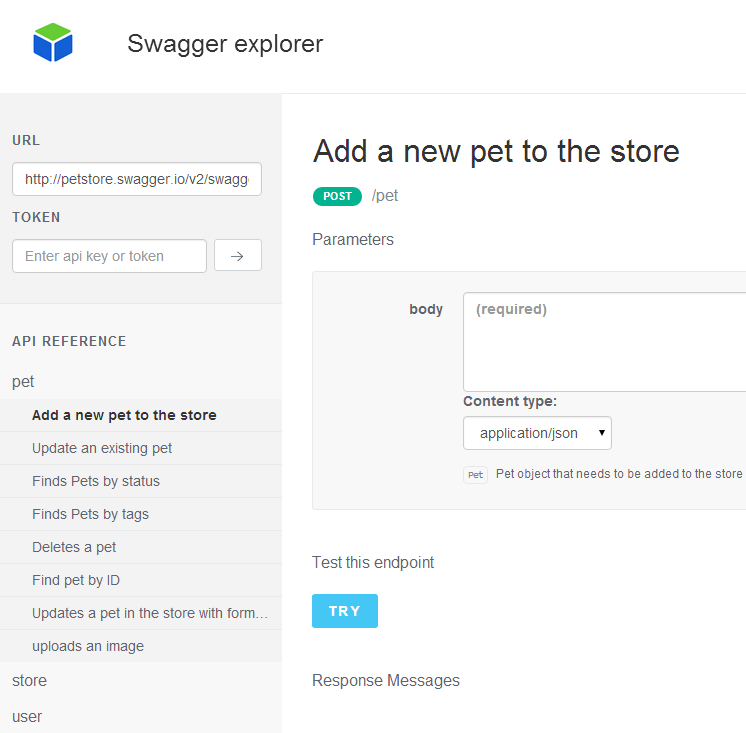 Swagger explorer
URL
http://petstore.swagger.io/v2/swagg
TOKEN
Enter api key or token
API REFERENCE
pet
Add a new pet to the store
Update an existing pet
Finds Pets by status
Finds Pets by tags
Deletes a pet
Find pet by ID
Updates a pet in the store with form…
uploads an image
store
user
Add a new pet to the store
POST /pet
Parameters
body
(required)
Content type:
application/json
Pet Pet object that needs to be added to the store
Test this endpoint
TRY
Response Messages